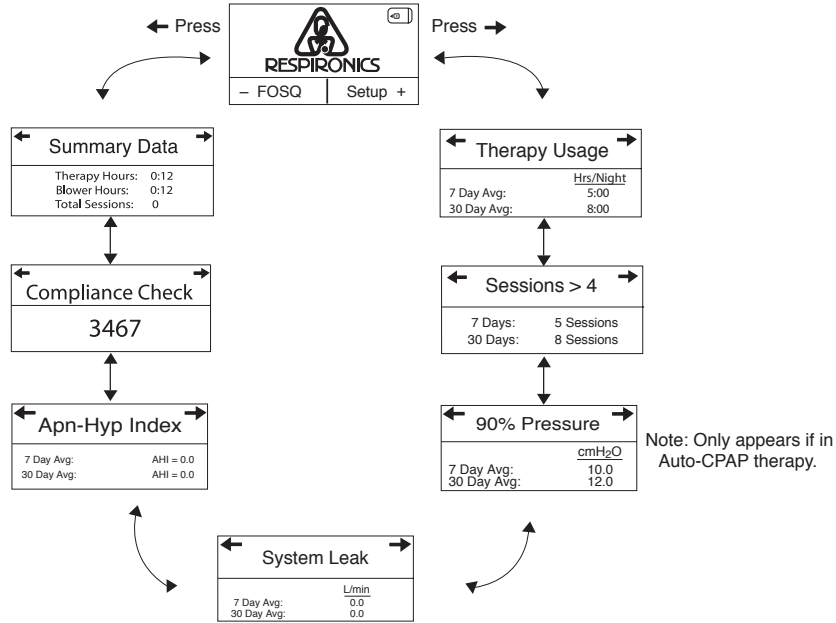 Press
Press
RESPIRONICS
– FOSQ
Setup +
Summary Data
Therapy Hours: 0:12
Blower Hours: 0:12
Total Sessions: 0
Therapy Usage
Hrs/Night
7 Day Avg: 5:00
30 Day Avg: 8:00
Compliance Check
3467
Sessions > 4
7 Days: 5 Sessions
30 Days: 8 Sessions
Apn-Hyp Index
7 Day Avg: AHI = 0.0
30 Day Avg: AHI = 0.0
90% Pressure
cmH2O
7 Day Avg: 10.0
30 Day Avg: 12.0
Note: Only appears if in
Auto-CPAP therapy.
System Leak
L/min
7 Day Avg: 0.0
30 Day Avg: 0.0